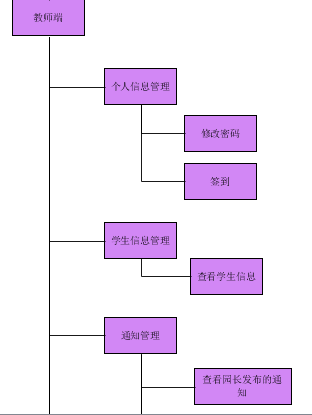 教师端
个人信息管理
修改密码
签到
学生信息管理
查看学生信息
通知管理
查看园长发布的通
知